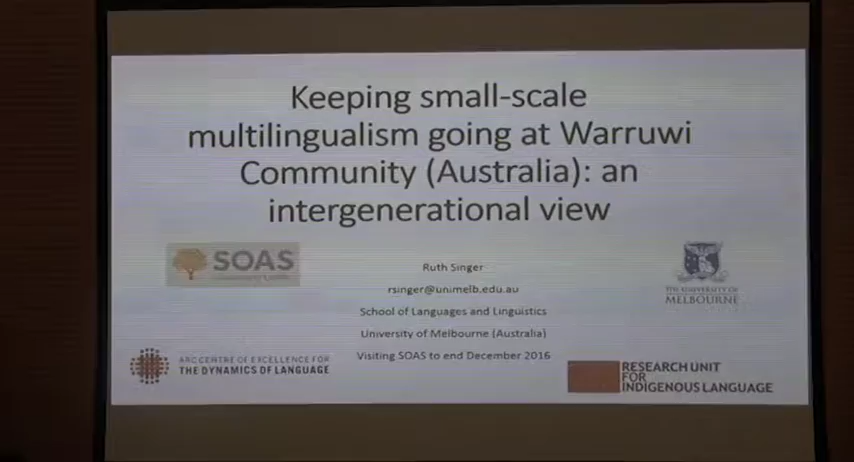 Keeping small-scale
multilingualism going at Warruwi
Community (Australia): an
intergenerational view
SOAS
Ruth Singer
rsinger@unimelb.edu.au
School of Languages and Linguistics
University of Melbourne (Australia)
Visiting SOAS to end December 2016
THE UNIVERSITY OF
MELBOURNE
ARC CENTRE OF EXCELLENCE FOR
THE DYNAMICS OF LANGUAGE
RESEARCH UNIT
FOR
INDIGENOUS LANGUAGE